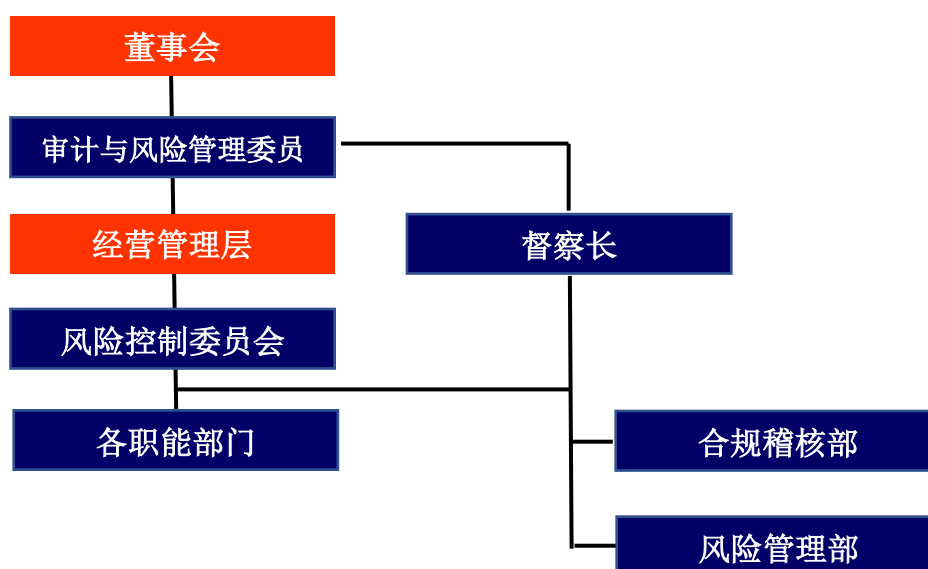 董事会
审计与风险管理委员
经营管理层
督察长
风险控制委员会
各职能部门
合规稽核部
风险管理部